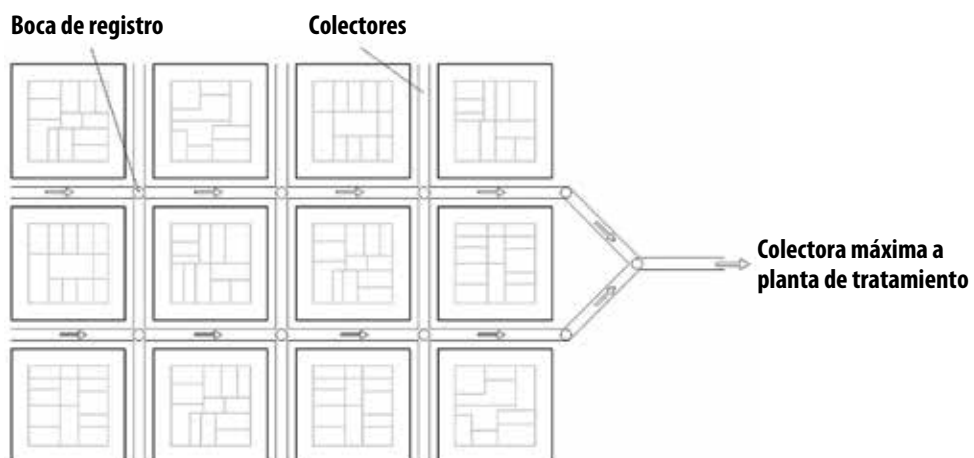 Boca de registro
Colectores
Colectora máxima a
planta de tratamiento